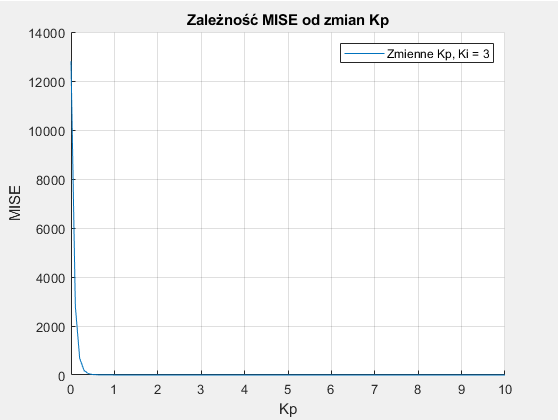 Zależność MISE od zmian Kp
Zmienne Kp, Ki = 3
14000
12000
10000
8000
6000
4000
2000
0
MISE
0 1 2 3 4 5 6 7 8 9 10
Kp